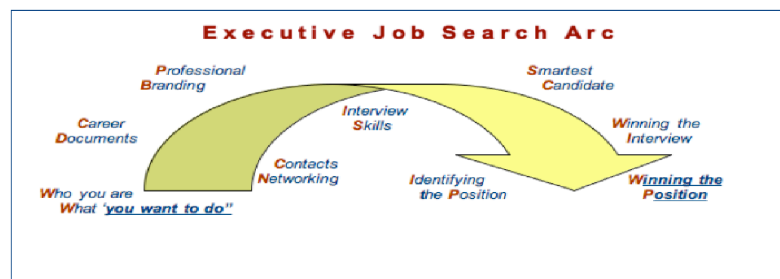 Executive Job Search Arc
Professional
Branding
Smartest
Candidate
Career
Documents
Interview
Skills
Winning the
Interview
Contacts
Networking
Who you are
What 'you want to do"
Identifying
the Position
Winning the
Position